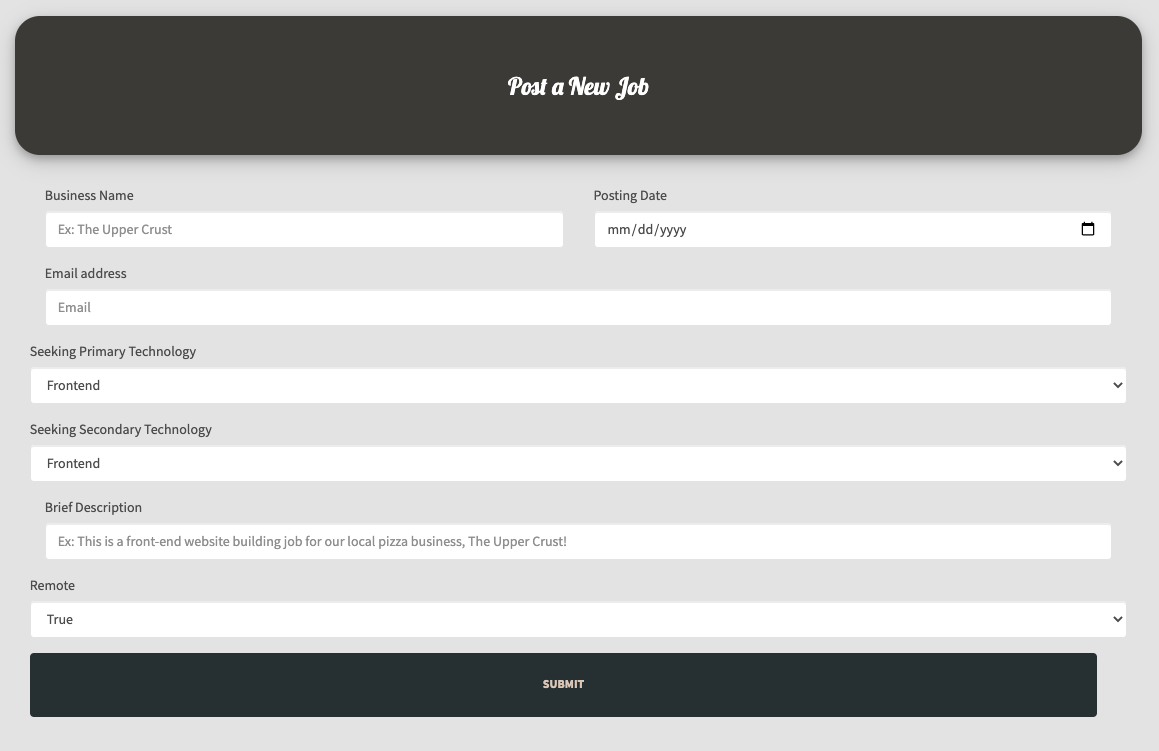 Post a New Job
Business Name
Posting Date
Ex: The Upper Crust
mm/dd/yyyy
Email address
Email
Seeking Primary Technology
Frontend
Seeking Secondary Technology
Frontend
Brief Description
Ex: This is a front-end website building job for our local pizza business, The Upper Crust!
Remote
True
SUBMIT